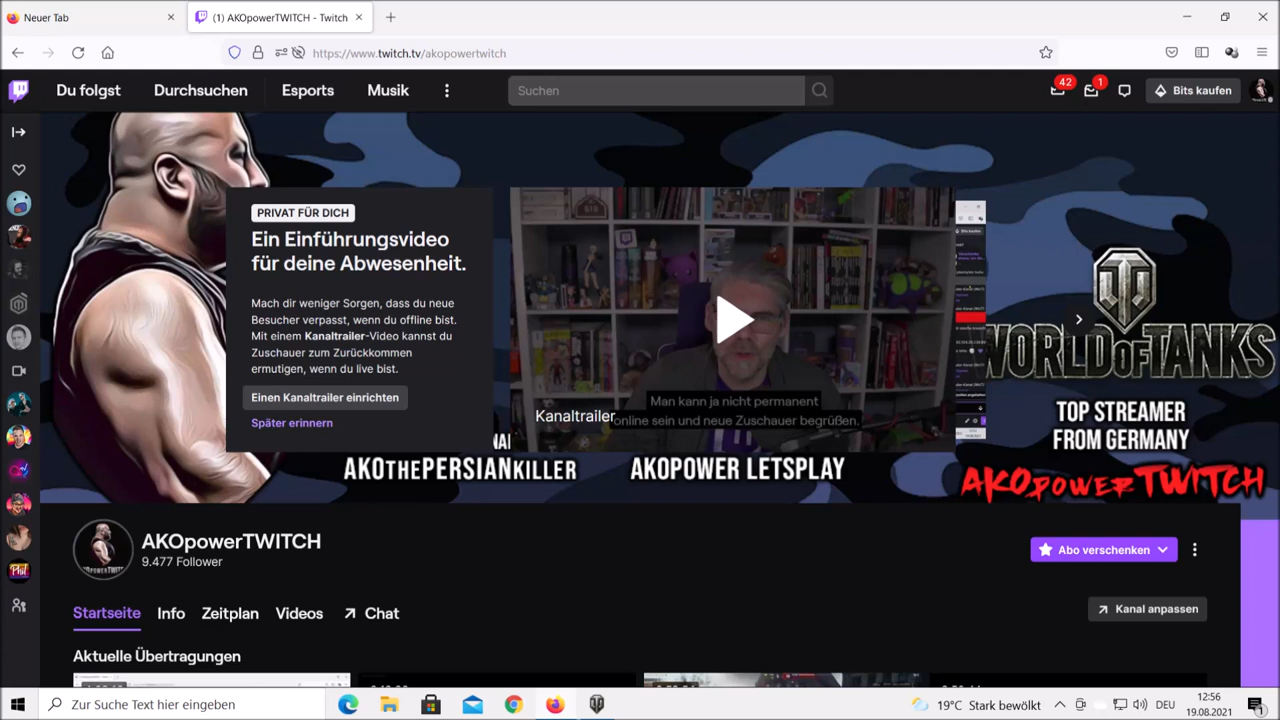 Neuer Tab
(1) AKOpowerTWITCH - Twitch
https://www.twitch.tv/akopowertwitch
Du folgst
Durchsuchen
Esports
Musik
Suchen
42
1
Bits kaufen
PRIVAT FÜR DICH
Ein Einführungsvideo
für deine Abwesenheit.
Mach dir weniger Sorgen, dass du neue
Besucher verpasst, wenn du offline bist.
Mit einem Kanaltrailer-Video kannst du
Zuschauer zum Zurückkommen
ermutigen, wenn du live bist.
Einen Kanaltrailer einrichten
Später erinnern
Man kann ja nicht permanent
online sein und neue Zuschauer begrüßen.
Kanaltrailer
Bits kaufen
WORLD OF TANKS
TOP STREAMER
FROM GERMANY
AKOPOWERTWITCH
AKOTHEPERSIANKILLER
AKOPOWER LETSPLAY
AKOpowerTWITCH
9.477 Follower
Abo verschenken
Startseite
Info
Zeitplan
Videos
Chat
Kanal anpassen
Aktuelle Übertragungen
Phil
Zur Suche Text hier eingeben
19°C Stark bewölkt
DEU
12:56
19.08.2021
1